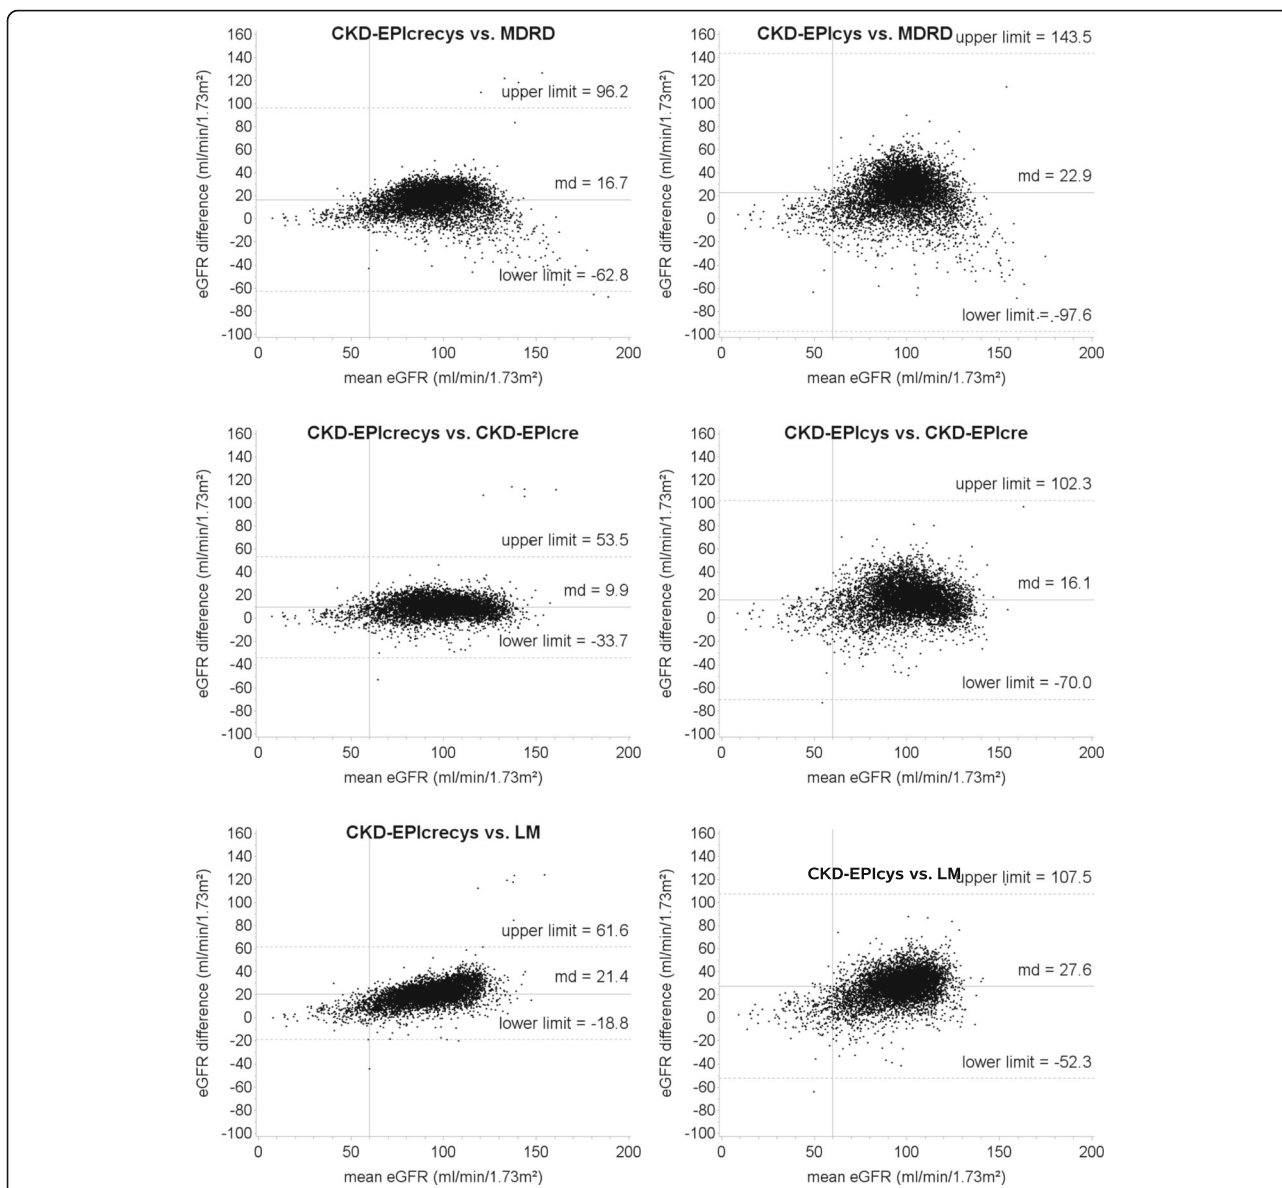 CKD-EPIcrecys vs. MDRD
160
140
120
100
80
60
40
20
0
-20
-40
-60
-80
-100
eGFR difference (ml/min/1.73m²)
upper limit = 96.2
md = 16.7
lower limit = -62.8
0 50 100 150 200
mean eGFR (ml/min/1.73m²)
CKD-EPIcys vs. MDRD
160
140
120
100
80
60
40
20
0
-20
-40
-60
-80
-100
eGFR difference (ml/min/1.73m²)
upper limit = 143.5
md = 22.9
lower limit = -97.6
0 50 100 150 200
mean eGFR (ml/min/1.73m²)
CKD-EPIcrecys vs. CKD-EPIcre
160
140
120
100
80
60
40
20
0
-20
-40
-60
-80
-100
eGFR difference (ml/min/1.73m²)
upper limit = 53.5
md = 9.9
lower limit = -33.7
0 50 100 150 200
mean eGFR (ml/min/1.73m²)
CKD-EPIcys vs. CKD-EPIcre
160
140
120
100
80
60
40
20
0
-20
-40
-60
-80
-100
eGFR difference (ml/min/1.73m²)
upper limit = 102.3
md = 16.1
lower limit = -70.0
0 50 100 150 200
mean eGFR (ml/min/1.73m²)
CKD-EPIcrecys vs. LM
160
140
120
100
80
60
40
20
0
-20
-40
-60
-80
-100
eGFR difference (ml/min/1.73m²)
upper limit = 61.6
md = 21.4
lower limit = -18.8
0 50 100 150 200
mean eGFR (ml/min/1.73m²)
CKD-EPIcys vs. LM
160
140
120
100
80
60
40
20
0
-20
-40
-60
-80
-100
eGFR difference (ml/min/1.73m²)
upper limit = 107.5
md = 27.6
lower limit = -52.3
0 50 100 150 200
mean eGFR (ml/min/1.73m²)